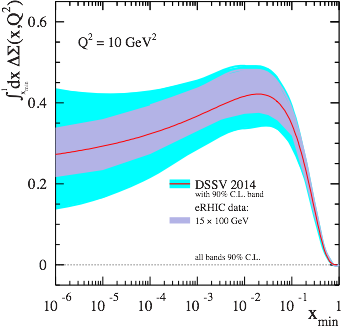 ∫¹ₓₘᵢₙ dx ΔΣ(x,Q²)
0.6
Q² = 10 GeV²
0.4
DSSV 2014
with 90% C.L. band
eRHIC data:
0.2
15 × 100 GeV
all bands 90% C.L.
0
10⁻⁶ 10⁻⁵ 10⁻⁴ 10⁻³ 10⁻² 10⁻¹ 1
xₘᵢₙ